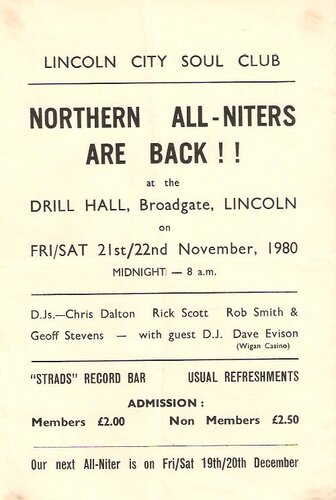 LINCOLN CITY SOUL CLUB
NORTHERN ALL-NITERS
ARE BACK ! !
at the
DRILL HALL, Broadgate, LINCOLN
on
FRI/SAT 21st/22nd November, 1980
MIDNIGHT — 8 a.m.
D.Js.—Chris Dalton Rick Scott Rob Smith &
Geoff Stevens — with guest D.J. Dave Evison
(Wigan Casino)
"STRADS" RECORD BAR USUAL REFRESHMENTS
ADMISSION :
Members £2.00 Non Members £2.50
Our next All-Niter is on Fri/Sat 19th/20th December